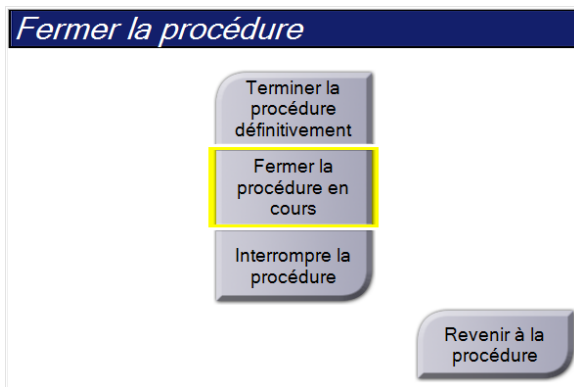 Fermer la procédure
Terminer la
procédure
définitivement
Fermer la
procédure en
cours
Interrompre la
procédure
Revenir à la
procédure